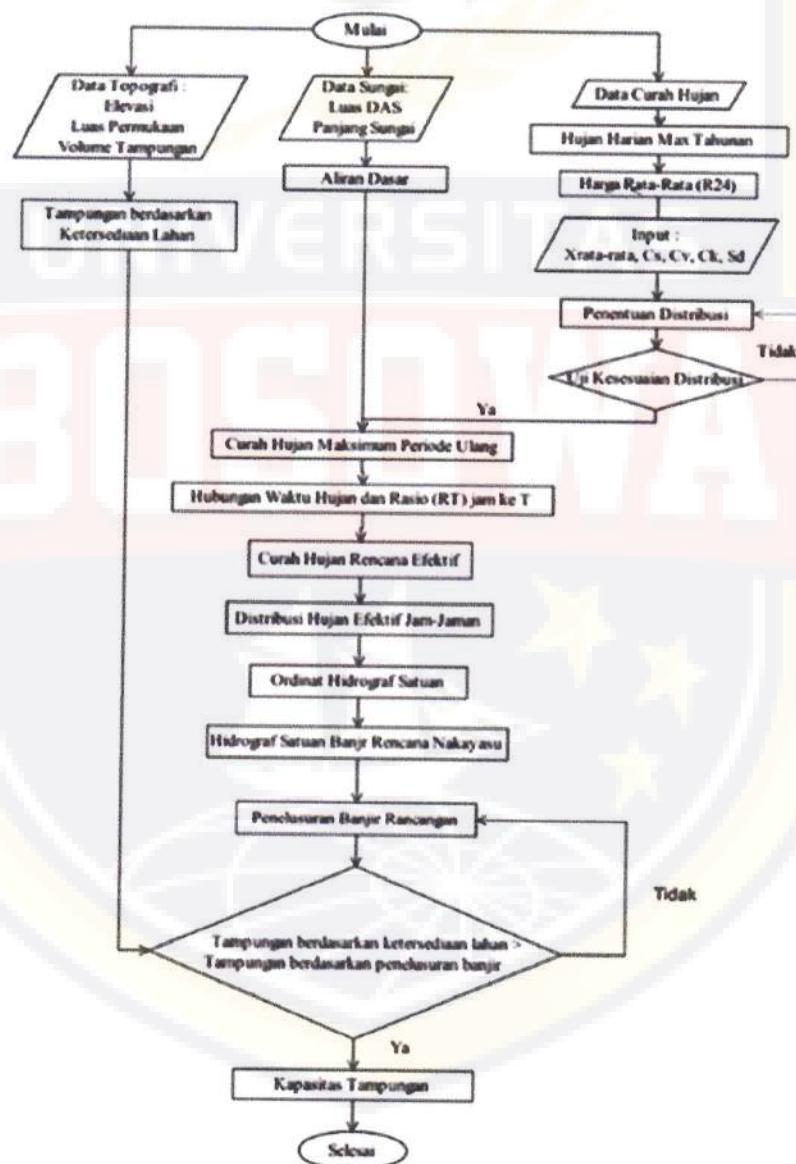 Mulai
Data Topografi :
Elevasi
Luas Permukaan
Volume Tampungan
Data Sungai:
Luas DAS
Panjang Sungai
Data Curah Hujan
Hujan Harian Max Tahunan
Aliran Dasar
Harga Rata-Rata (R24)
Tampungan berdasarkan
Ketersediaan Lahan
Input :
Xrata-rata, Cs, Cv, Ck, Sd
Penentuan Distribusi
Tidak
Uji Kesesuaian Distribusi
Ya
Curah Hujan Maksimum Periode Ulang
Hubungan Waktu Hujan dan Rasio (RT) jam ke T
Curah Hujan Rencana Efektif
Distribusi Hujan Efektif Jam-Jaman
Ordinat Hidrograf Satuan
Hidrograf Satuan Banjr Rencana Nakayasu
Penelusuran Banjir Rancangan
Tidak
Tampungan berdasarkan ketersediaan lahan >
Tampungan berdasarkan penelusuran banjir
Ya
Kapasitas Tampungan
Selesai
UNIVERSITAS
BOSOWA